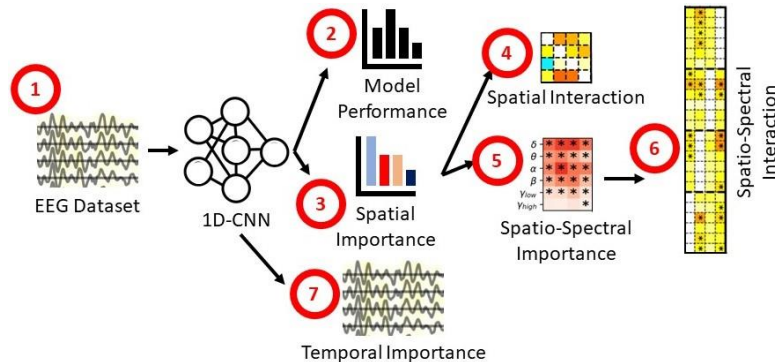 1
EEG Dataset
1D-CNN
2
Model
Performance
3
Spatial
Importance
4
Spatial Interaction
5
δ * * * *
θ * * * *
α * * * *
β * * * *
γlow * * * *
γhigh *
Spatio-Spectral
Importance
6
Spatio-Spectral
Interaction
7
Temporal Importance